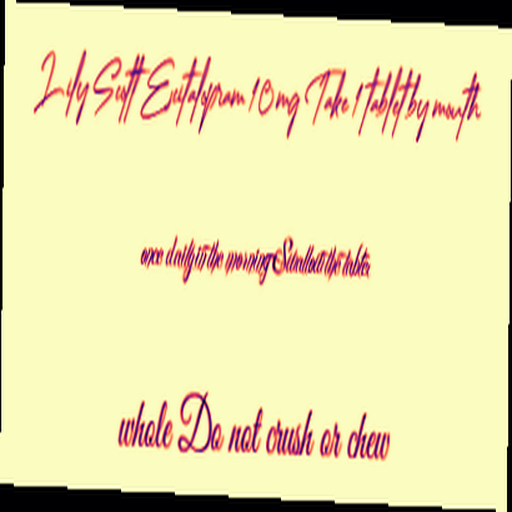 Lily Scott Escitalopram 10 mg Take 1 tablet by mouth
once daily in the morning Swallow the tablet
whole Do not crush or chew